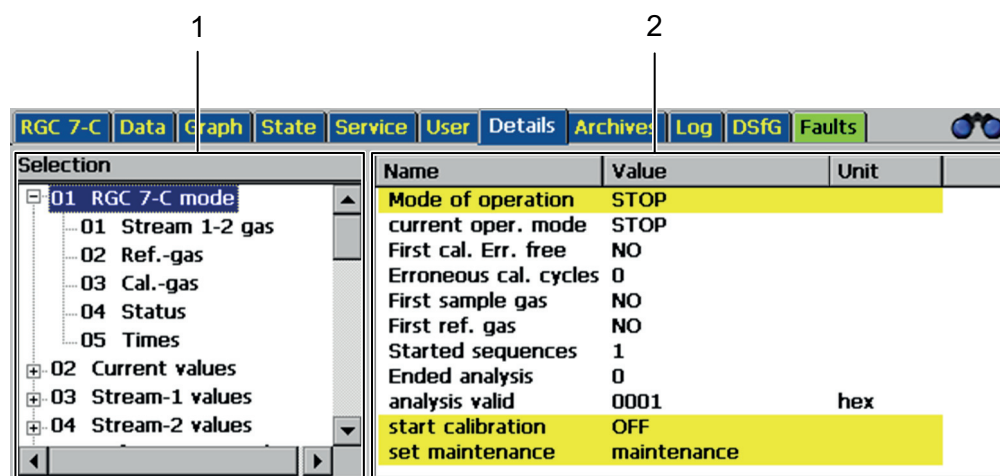 1 2
RGC 7-C Data Graph State Service User Details Archives Log DSfG Faults
Selection
01 RGC 7-C mode
01 Stream 1-2 gas
02 Ref.-gas
03 Cal.-gas
04 Status
05 Times
02 Current values
03 Stream-1 values
04 Stream-2 values
Name Value Unit
Mode of operation STOP
current oper. mode STOP
First cal. Err. free NO
Erroneous cal. cycles 0
First sample gas NO
First ref. gas NO
Started sequences 1
Ended analysis 0
analysis valid 0001 hex
start calibration OFF
set maintenance maintenance